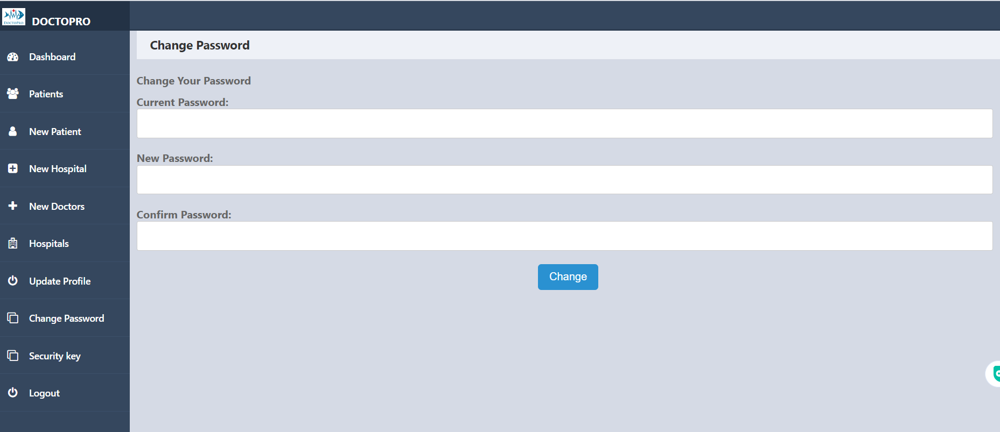 DOCTOPRO
DOCTOPRO
Dashboard
Patients
New Patient
New Hospital
New Doctors
Hospitals
Update Profile
Change Password
Security key
Logout
Change Password
Change Your Password
Current Password:
New Password:
Confirm Password:
Change